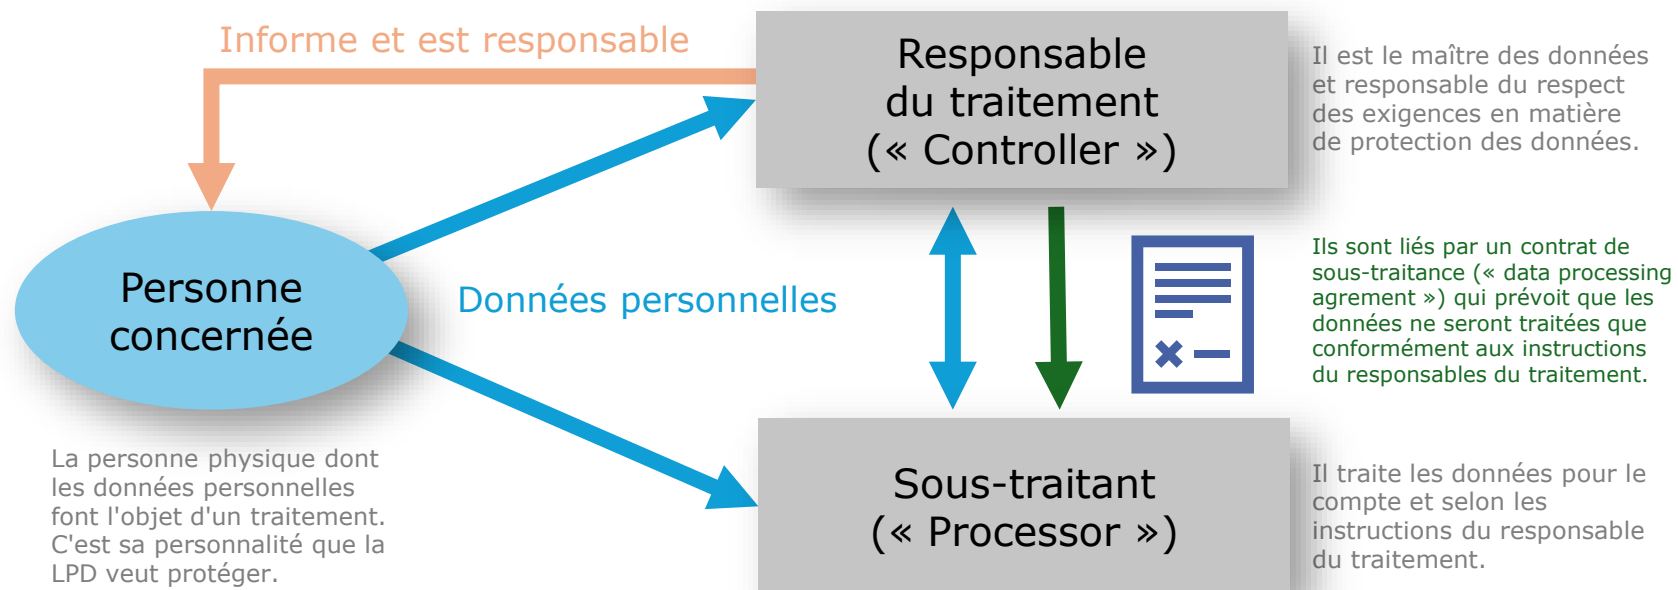 Informe et est responsable
Responsable
du traitement
(« Controller »)
Il est le maître des données
et responsable du respect
des exigences en matière
de protection des données.
Personne
concernée
Données personnelles
Ils sont liés par un contrat de
sous-traitance (« data processing
agrement ») qui prévoit que les
données ne seront traitées que
conformément aux instructions
du responsables du traitement.
La personne physique dont
les données personnelles
font l'objet d'un traitement.
C'est sa personnalité que la
LPD veut protéger.
Sous-traitant
(« Processor »)
Il traite les données pour le
compte et selon les
instructions du responsable
du traitement.